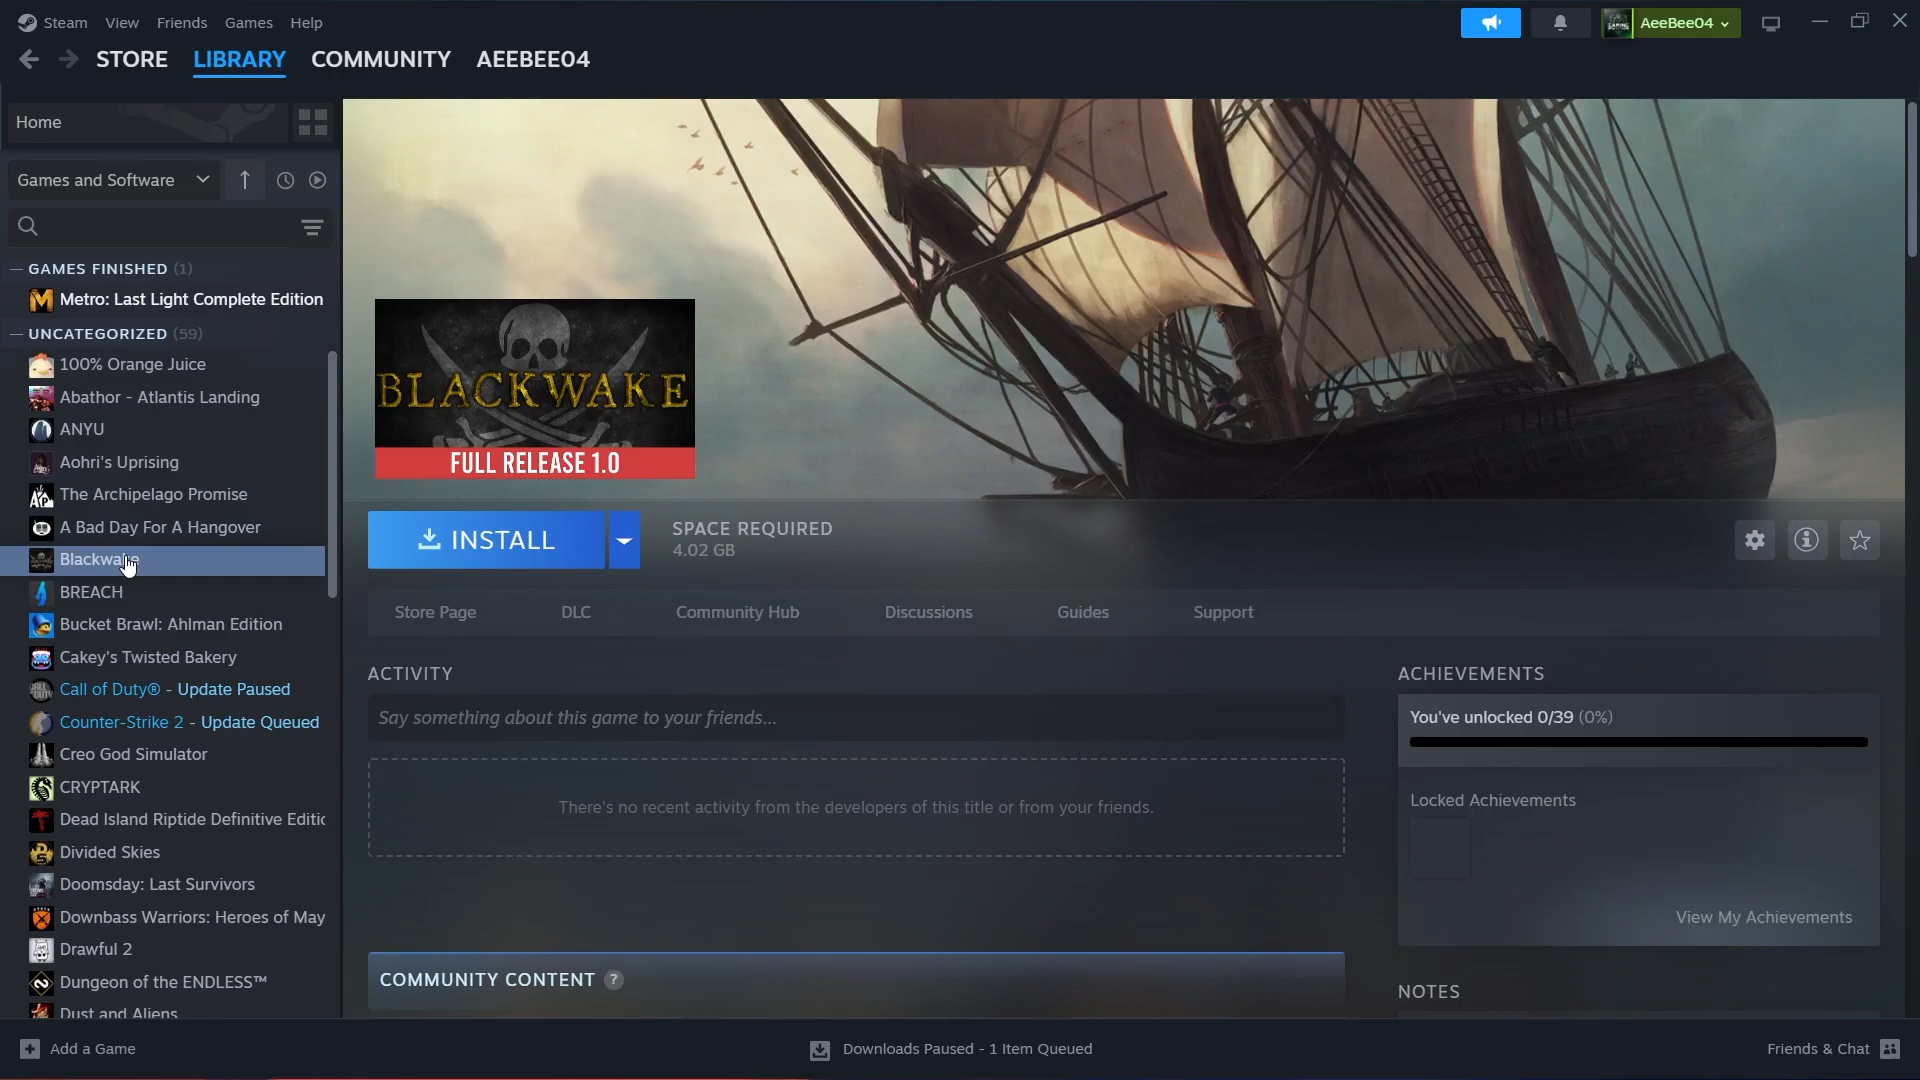 Steam View Friends Games Help
AeeBee04
STORE LIBRARY COMMUNITY AEEBEE04
Home
Games and Software
GAMES FINISHED (1)
Metro: Last Light Complete Edition
UNCATEGORIZED (59)
100% Orange Juice
Abathor - Atlantis Landing
ANYU
Aohri's Uprising
The Archipelago Promise
A Bad Day For A Hangover
Blackwake
BREACH
Bucket Brawl: Ahlman Edition
Cakey's Twisted Bakery
Call of Duty® - Update Paused
Counter-Strike 2 - Update Queued
Creo God Simulator
CRYPTARK
Dead Island Riptide Definitive Editic
Divided Skies
Doomsday: Last Survivors
Downbass Warriors: Heroes of May
Drawful 2
Dungeon of the ENDLESS™
Dust and Aliens
BLACKWAKE
FULL RELEASE 1.0
INSTALL
SPACE REQUIRED
4.02 GB
Store Page DLC Community Hub Discussions Guides Support
ACTIVITY
Say something about this game to your friends...
There's no recent activity from the developers of this title or from your friends.
COMMUNITY CONTENT ?
ACHIEVEMENTS
You've unlocked 0/39 (0%)
Locked Achievements
View My Achievements
NOTES
Add a Game
Downloads Paused - 1 Item Queued
Friends & Chat